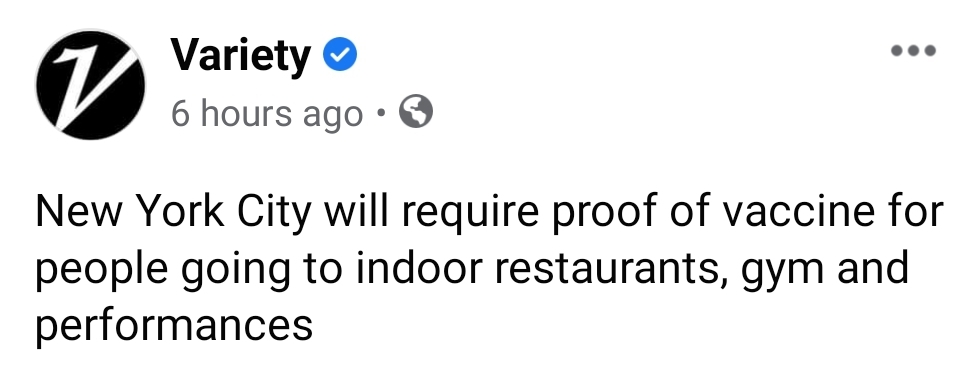 Variety
6 hours ago ·
New York City will require proof of vaccine for
people going to indoor restaurants, gym and
performances